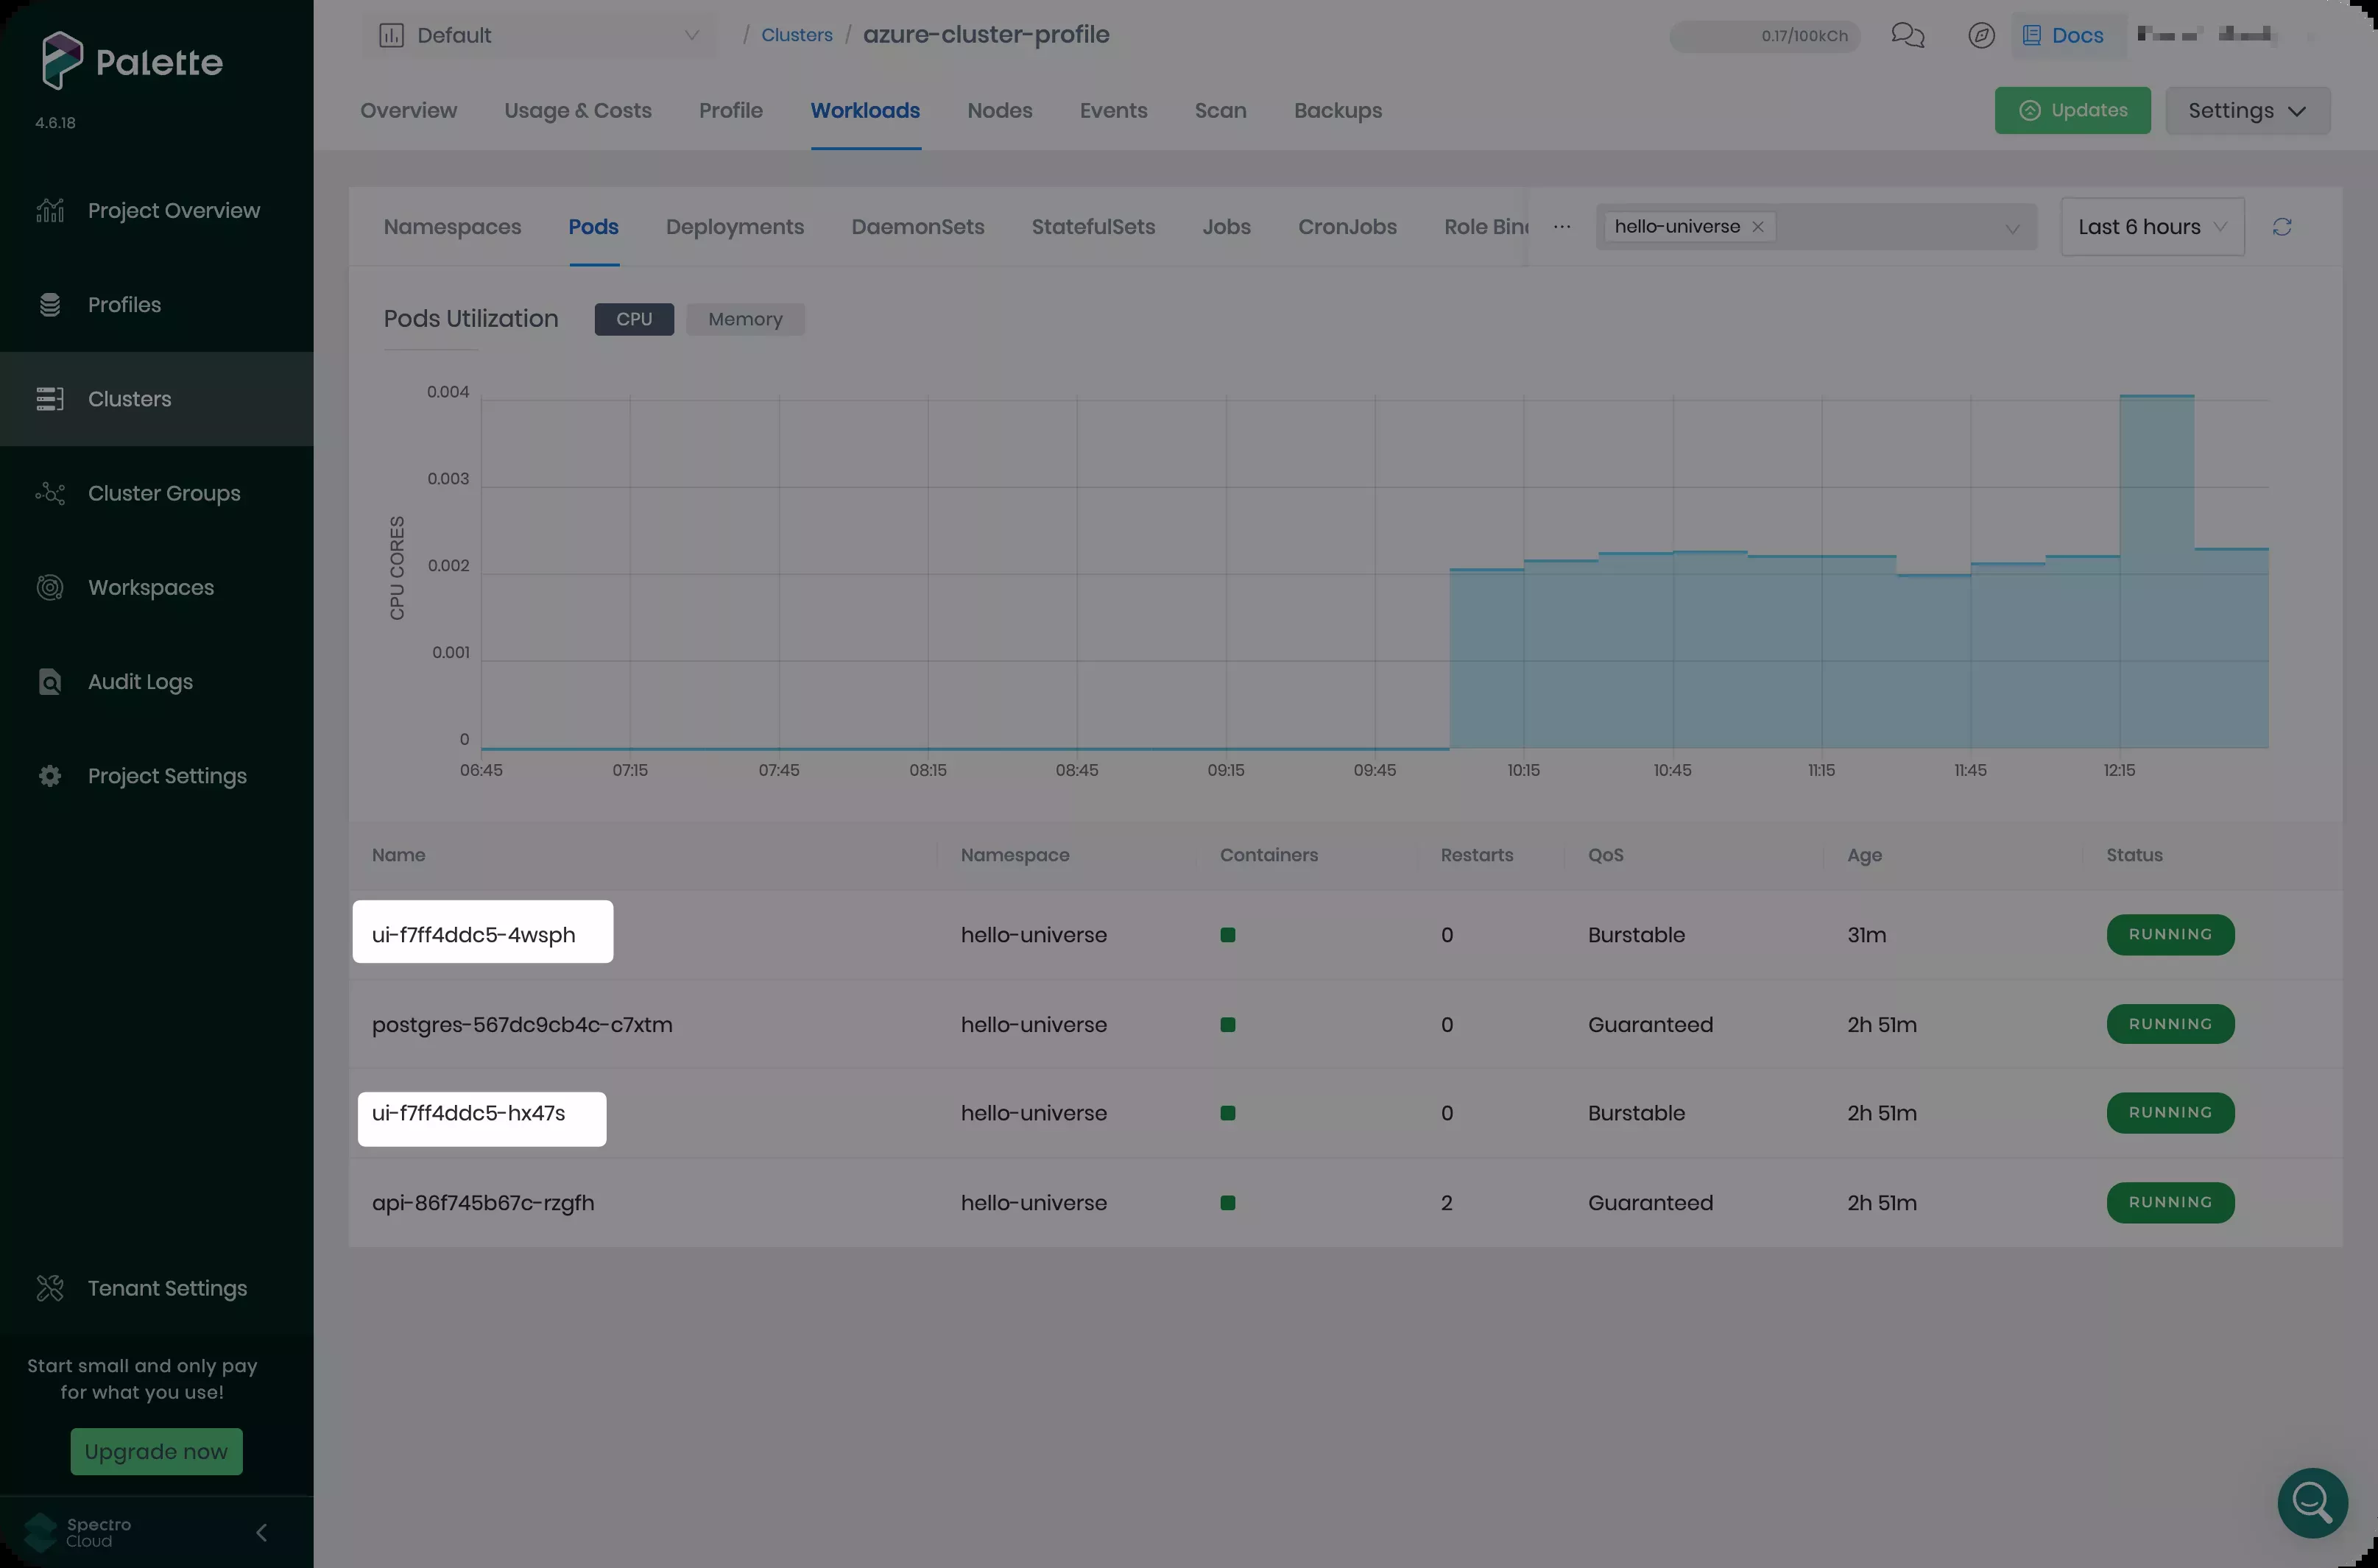 Palette
4.6.18
Project Overview
Profiles
Clusters
Cluster Groups
Workspaces
Audit Logs
Project Settings
Tenant Settings
Start small and only pay
for what you use!
Upgrade now
Spectro
Cloud
Default / Clusters / azure-cluster-profile
0.17/100kCh
Docs
Overview Usage & Costs Profile Workloads Nodes Events Scan Backups
Updates Settings
Namespaces Pods Deployments DaemonSets StatefulSets Jobs CronJobs Role Bind ... hello-universe Last 6 hours
Pods Utilization CPU Memory
CPU CORES
0.004
0.003
0.002
0.001
0
06:45 07:15 07:45 08:15 08:45 09:15 09:45 10:15 10:45 11:15 11:45 12:15
Name Namespace Containers Restarts QoS Age Status
ui-f7ff4ddc5-4wsph hello-universe 0 Burstable 31m RUNNING
postgres-567dc9cb4c-c7xtm hello-universe 0 Guaranteed 2h 51m RUNNING
ui-f7ff4ddc5-hx47s hello-universe 0 Burstable 2h 51m RUNNING
api-86f745b67c-rzgfh hello-universe 2 Guaranteed 2h 51m RUNNING